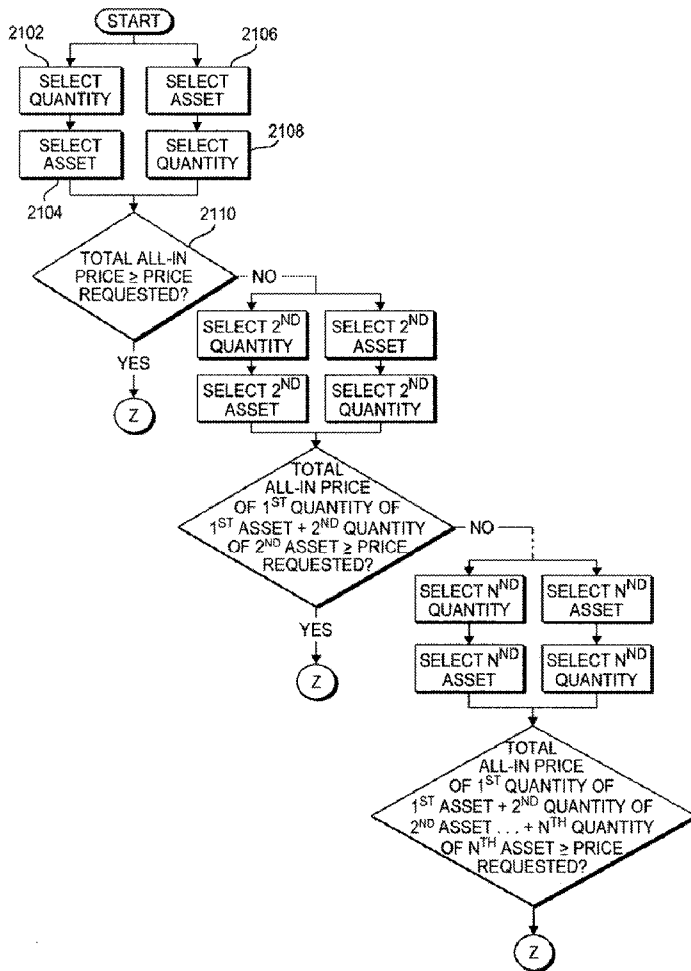 START
2102
2106
SELECT
QUANTITY
SELECT
ASSET
2108
SELECT
ASSET
SELECT
QUANTITY
2104
2110
TOTAL ALL-IN
PRICE ≥ PRICE
REQUESTED?
NO
YES
Z
SELECT 2ND
QUANTITY
SELECT 2ND
ASSET
SELECT 2ND
ASSET
SELECT 2ND
QUANTITY
TOTAL
ALL-IN PRICE
OF 1ST QUANTITY OF
1ST ASSET + 2ND QUANTITY
OF 2ND ASSET ≥ PRICE
REQUESTED?
NO
YES
Z
SELECT NND
QUANTITY
SELECT NND
ASSET
SELECT NND
ASSET
SELECT NND
QUANTITY
TOTAL
ALL-IN PRICE
OF 1ST QUANTITY OF
1ST ASSET + 2ND QUANTITY OF
2ND ASSET . . . + NTH QUANTITY
OF NTH ASSET ≥ PRICE
REQUESTED?
Z